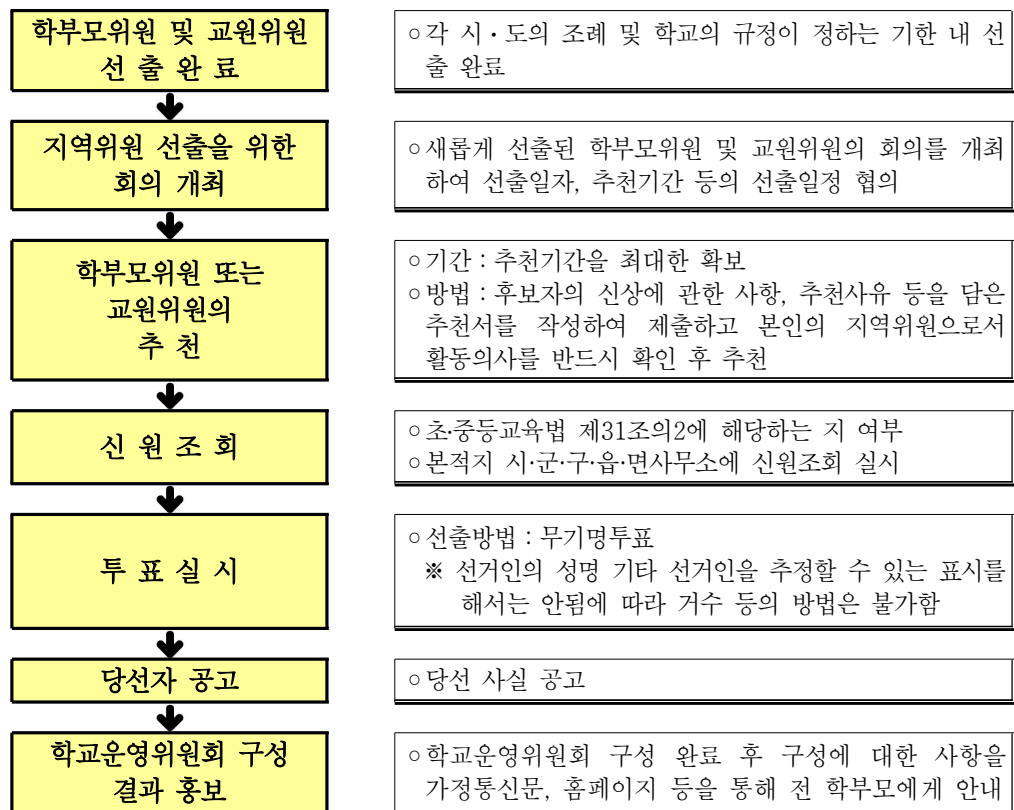 학부모위원 및 교원위원
선 출 완 료
○각 시・도의 조례 및 학교의 규정이 정하는 기한 내 선
출 완료
지역위원 선출을 위한
회의 개최
○새롭게 선출된 학부모위원 및 교원위원의 회의를 개최
하여 선출일자, 추천기간 등의 선출일정 협의
학부모위원 또는
교원위원의
추 천
○기간 : 추천기간을 최대한 확보
○방법 : 후보자의 신상에 관한 사항, 추천사유 등을 담은
추천서를 작성하여 제출하고 본인의 지역위원으로서
활동의사를 반드시 확인 후 추천
신 원 조 회
○초·중등교육법 제31조의2에 해당하는 지 여부
○본적지 시·군·구·읍·면사무소에 신원조회 실시
투 표 실 시
○선출방법 : 무기명투표
※ 선거인의 성명 기타 선거인을 추정할 수 있는 표시를
해서는 안됨에 따라 거수 등의 방법은 불가함
당선자 공고
○당선 사실 공고
학교운영위원회 구성
결과 홍보
○학교운영위원회 구성 완료 후 구성에 대한 사항을
가정통신문, 홈페이지 등을 통해 전 학부모에게 안내